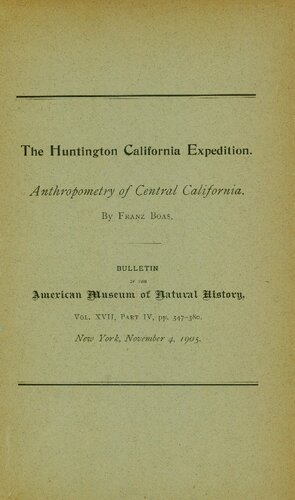 The Huntington California Expedition.
Anthropometry of Central California.
By Franz Boas.
BULLETIN
OF THE
American Museum of Natural History,
Vol. XVII, Part IV, pp. 347-380.
New York, November 4, 1905.